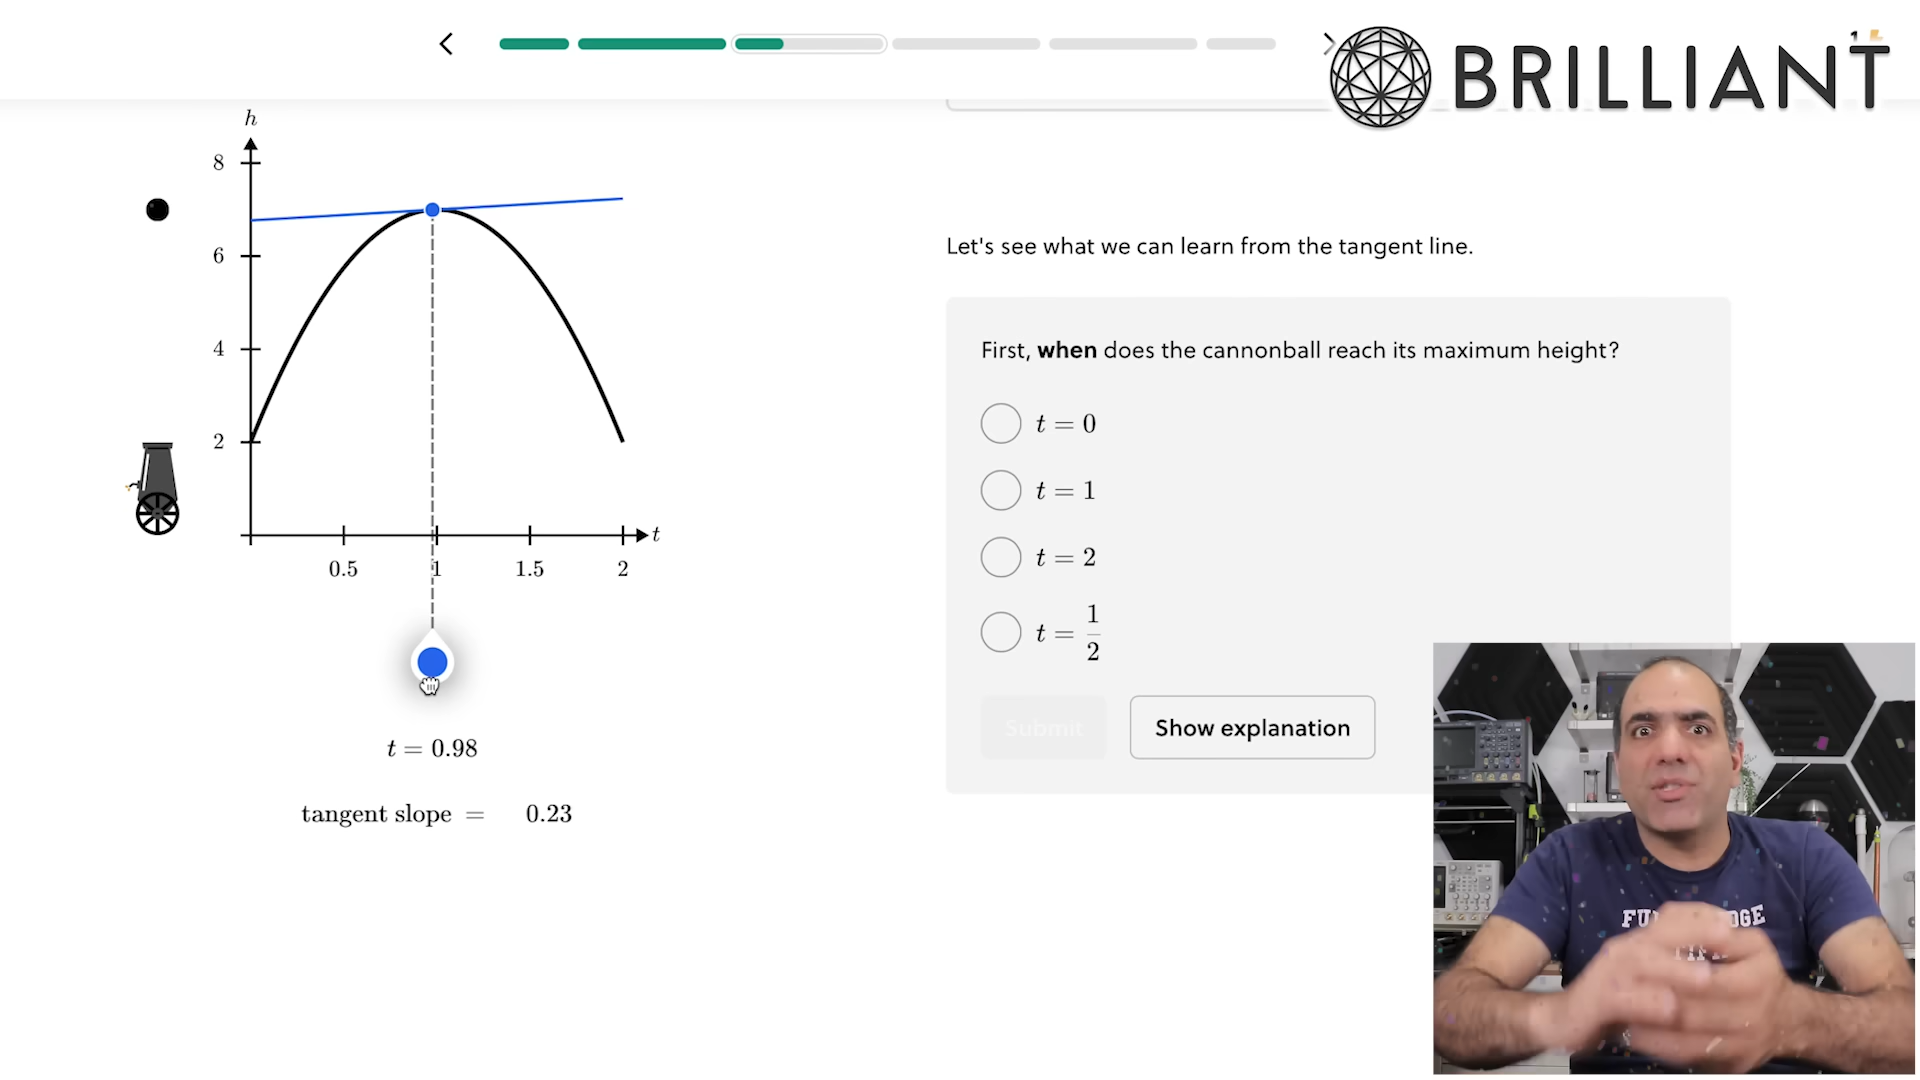 BRILLIANT
h
8
6
4
2
t
0.5
1
1.5
2
t = 0.98
tangent slope = 0.23
Let's see what we can learn from the tangent line.
First, when does the cannonball reach its maximum height?
t = 0
t = 1
t = 2
t = 1/2
Submit
Show explanation